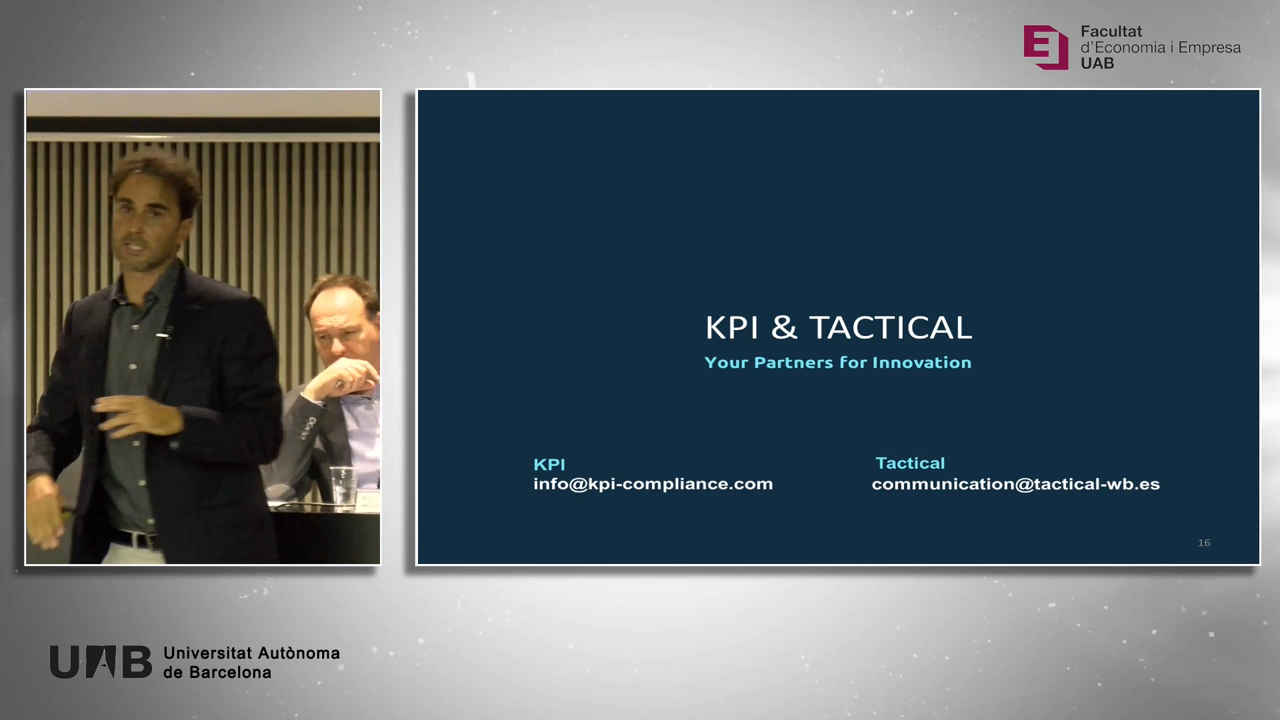 Facultat
d'Economia i Empresa
UAB
KPI & TACTICAL
Your Partners for Innovation
KPI
info@kpi-compliance.com
Tactical
communication@tactical-wb.es
16
UAB
Universitat Autònoma
de Barcelona